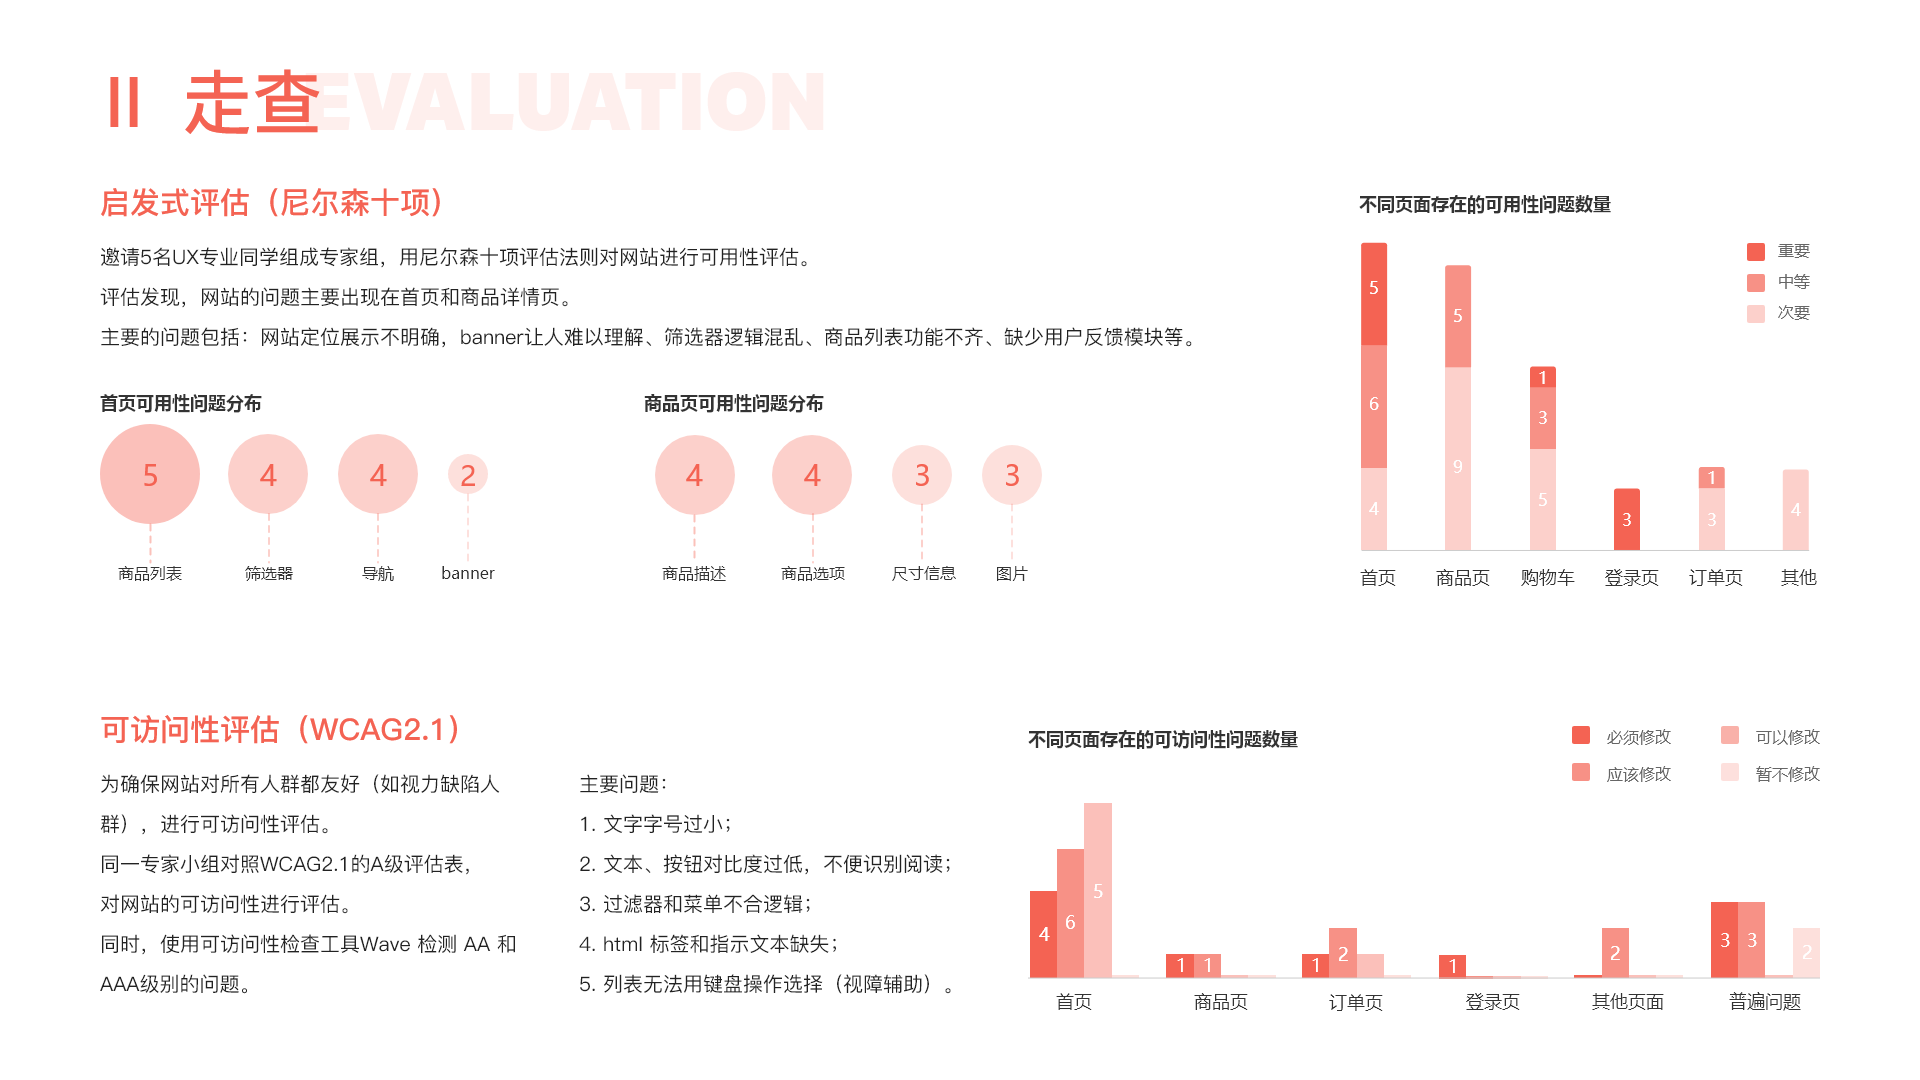 II 走查
EVALUATION
启发式评估（尼尔森十项）
邀请5名UX专业同学组成专家组，用尼尔森十项评估法则对网站进行可用性评估。
评估发现，网站的问题主要出现在首页和商品详情页。
主要的问题包括：网站定位展示不明确，banner让人难以理解、筛选器逻辑混乱、商品列表功能不齐、缺少用户反馈模块等。
首页可用性问题分布
5 4 4 2
商品列表 筛选器 导航 banner
商品页可用性问题分布
4 4 3 3
商品描述 商品选项 尺寸信息 图片
不同页面存在的可用性问题数量
重要
中等
次要
5 6 4
5 9
1 3 5
3
1 3
4
首页 商品页 购物车 登录页 订单页 其他
可访问性评估（WCAG2.1）
为确保网站对所有人群都友好（如视力缺陷人
群），进行可访问性评估。
同一专家小组对照WCAG2.1的A级评估表，
对网站的可访问性进行评估。
同时，使用可访问性检查工具Wave 检测 AA 和
AAA级别的问题。
主要问题：
1. 文字字号过小；
2. 文本、按钮对比度过低，不便识别阅读；
3. 过滤器和菜单不合逻辑；
4. html 标签和指示文本缺失；
5. 列表无法用键盘操作选择（视障辅助）。
不同页面存在的可访问性问题数量
必须修改 可以修改
应该修改 暂不修改
4 6 5
1 1
1 2
1
2
3 3 2
首页 商品页 订单页 登录页 其他页面 普遍问题